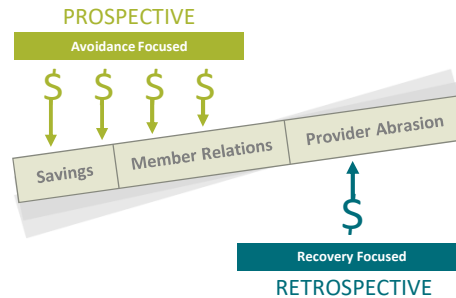 PROSPECTIVE
Avoidance Focused
$ $ $ $
Savings Member Relations Provider Abrasion
$
Recovery Focused
RETROSPECTIVE